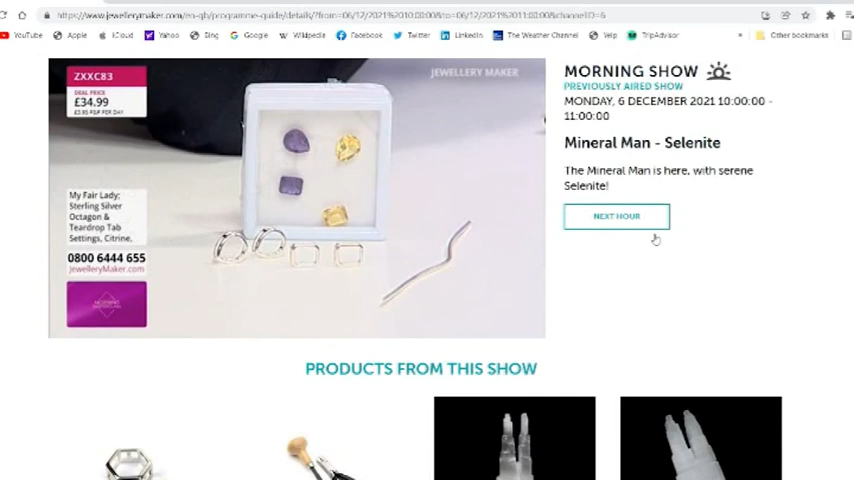 https://www.jewellerymaker.com/en-gb/programme-guide/details/?from=06/12/2021%2010:00:00&to=06/12/2021%2011:00:00&channelID=6
YouTube Apple iCloud Yahoo Bing Google Wikipedia Facebook Twitter LinkedIn The Weather Channel Yelp TripAdvisor » Other bookmarks
ZXXC83
DEAL PRICE
£34.99
JEWELLERY MAKER
My Fair Lady:
Sterling Silver
Octagon &
Teardrop Tab
Settings, Citrine,
0800 6444 655
JewelleryMaker.com
MORNING SHOW
PREVIOUSLY AIRED SHOW
MONDAY, 6 DECEMBER 2021 10:00:00 -
11:00:00
Mineral Man - Selenite
The Mineral Man is here, with serene
Selenite!
NEXT HOUR
PRODUCTS FROM THIS SHOW